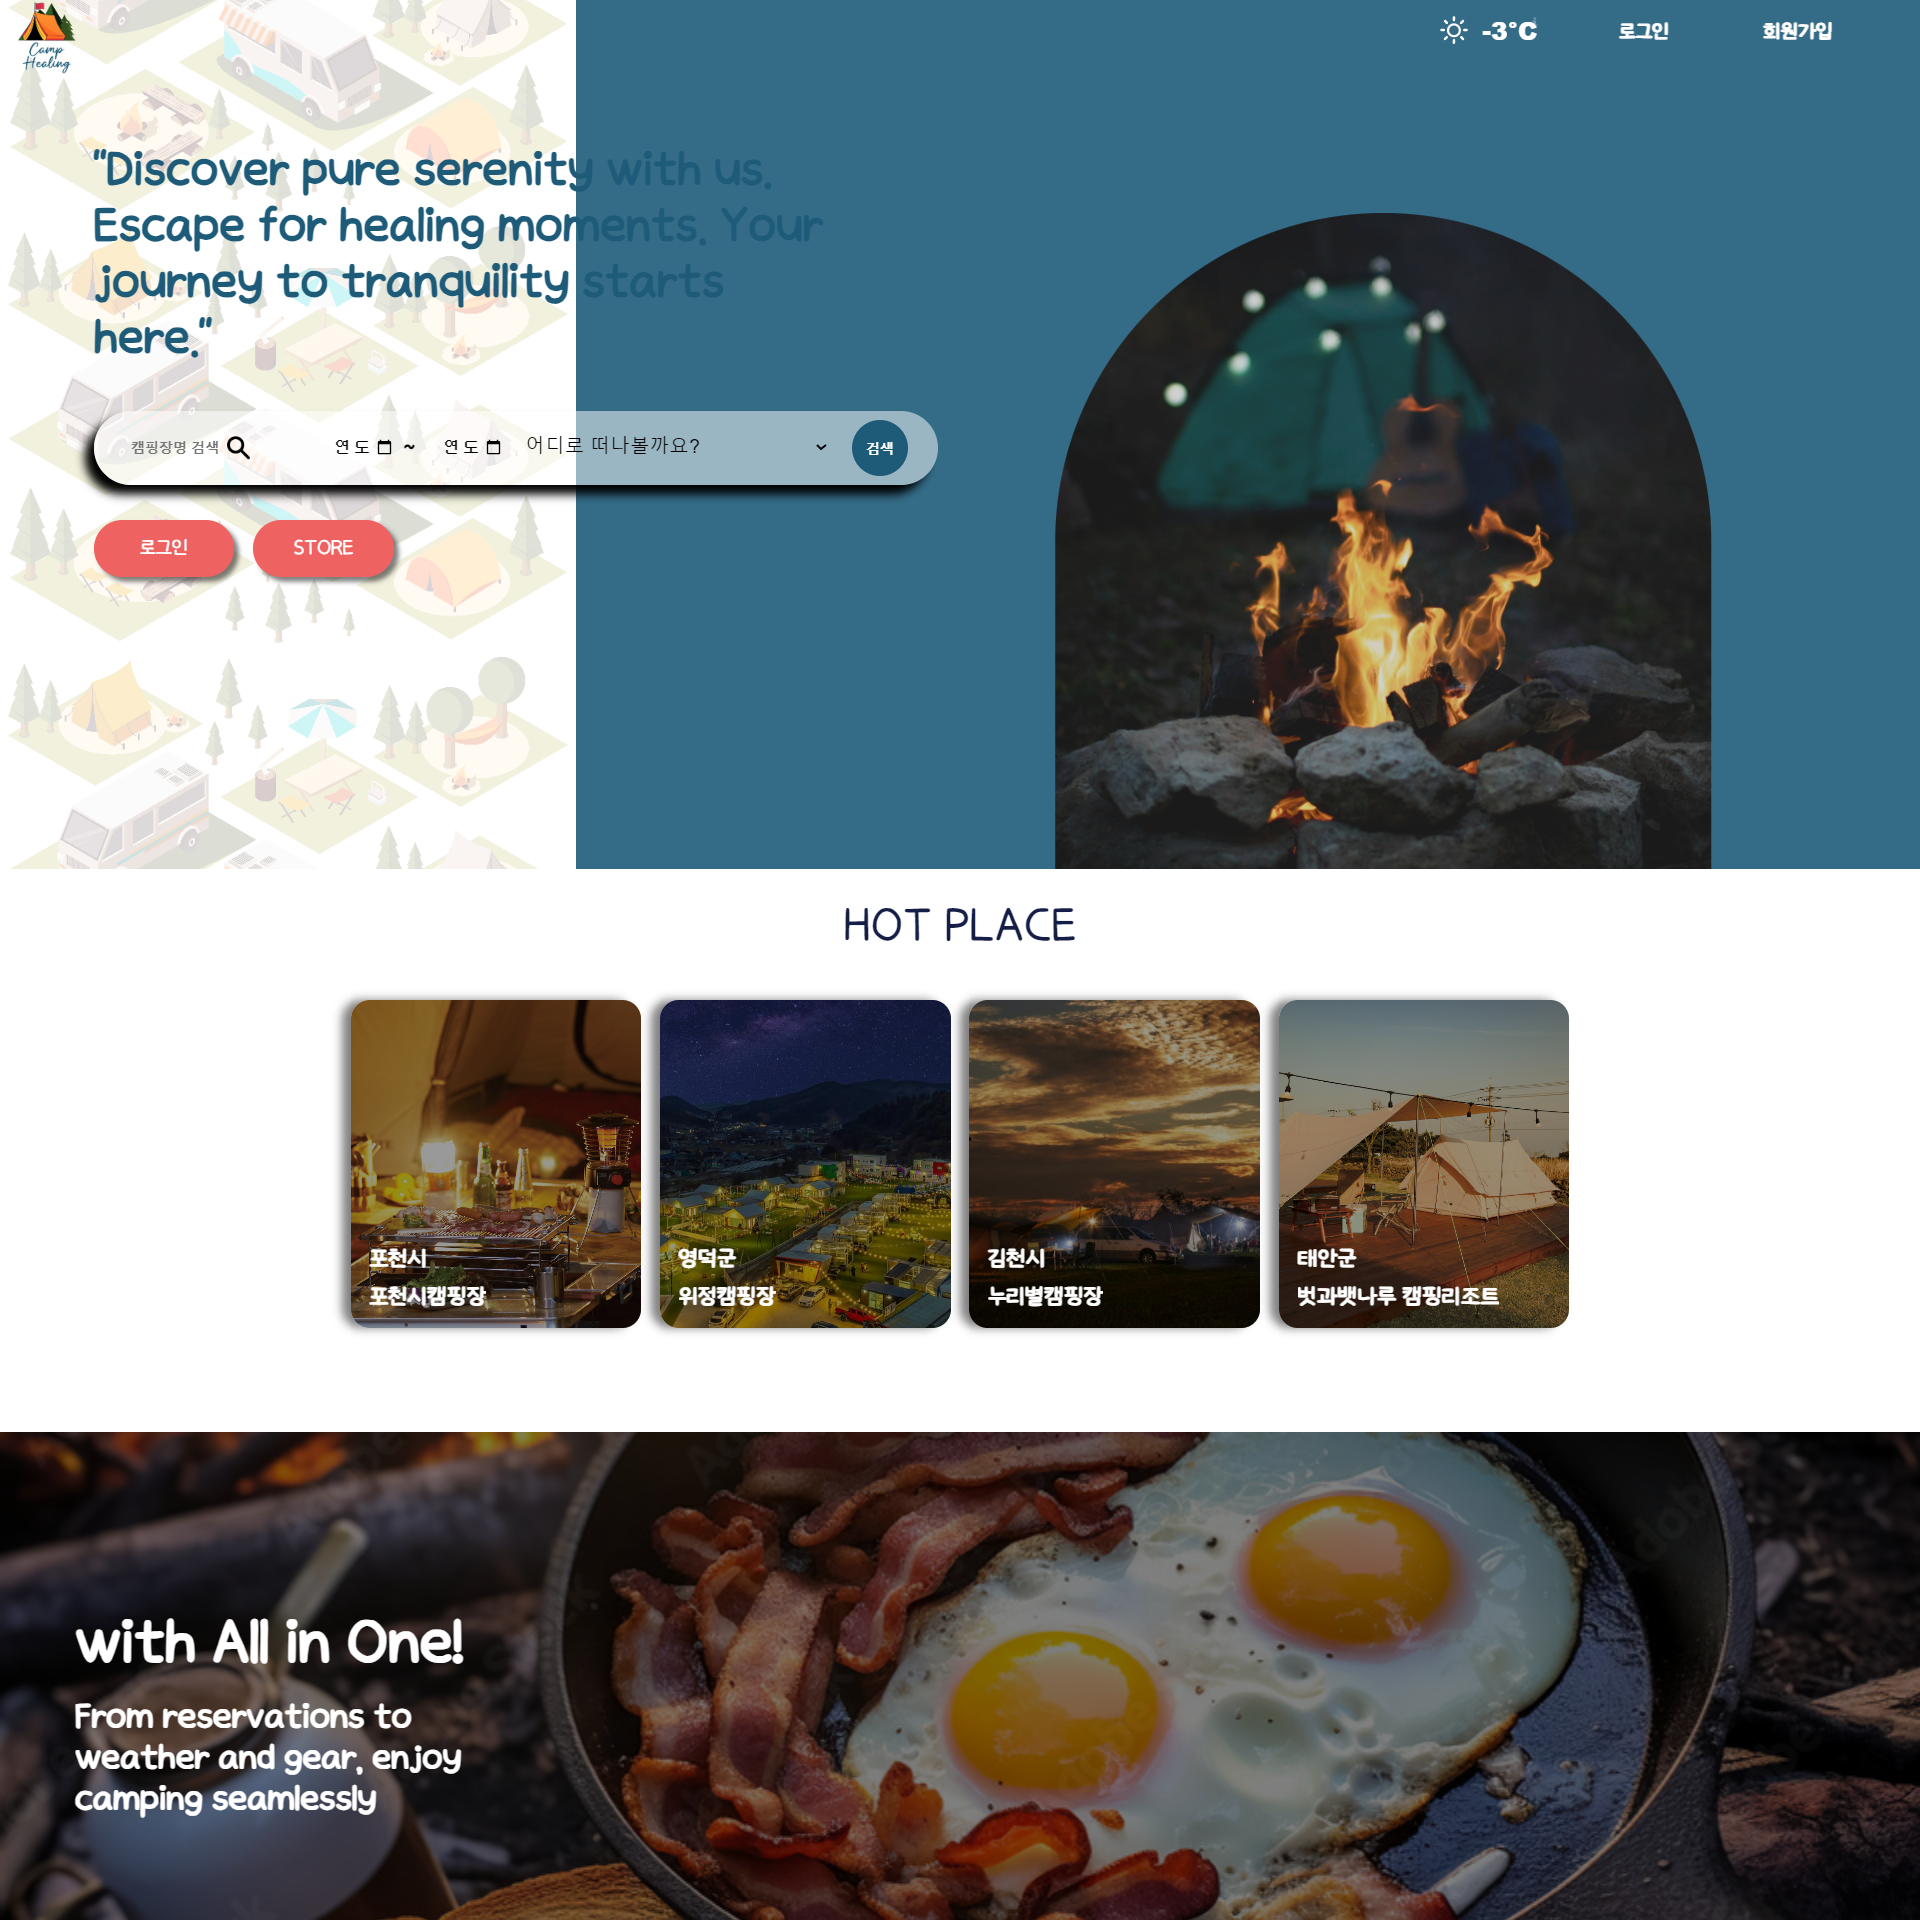 Camp
Healing
-3°C
로그인
회원가입
"Discover pure serenity with us.
Escape for healing moments. Your
journey to tranquility starts
here."
캠핑장명 검색
연도 ~ 연도
어디로 떠나볼까요?
검색
로그인
STORE
HOT PLACE
포천시
포천시캠핑장
영덕군
위정캠핑장
김천시
누리별캠핑장
태안군
벗과뱃나루 캠핑리조트
with All in One!
From reservations to
weather and gear, enjoy
camping seamlessly